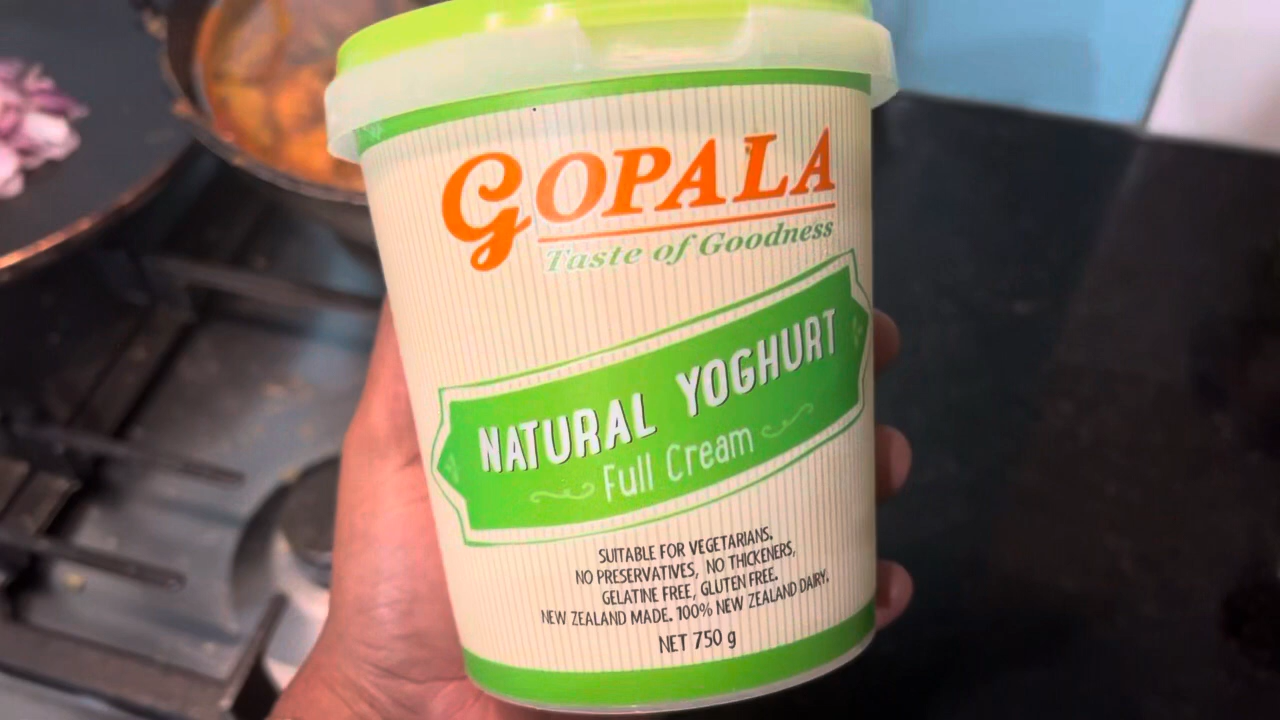 GOPALA
Taste of Goodness
NATURAL YOGHURT
Full Cream
SUITABLE FOR VEGETARIANS.
NO PRESERVATIVES, NO THICKENERS,
GELATINE FREE, GLUTEN FREE.
NEW ZEALAND MADE. 100% NEW ZEALAND DAIRY.
NET 750 g